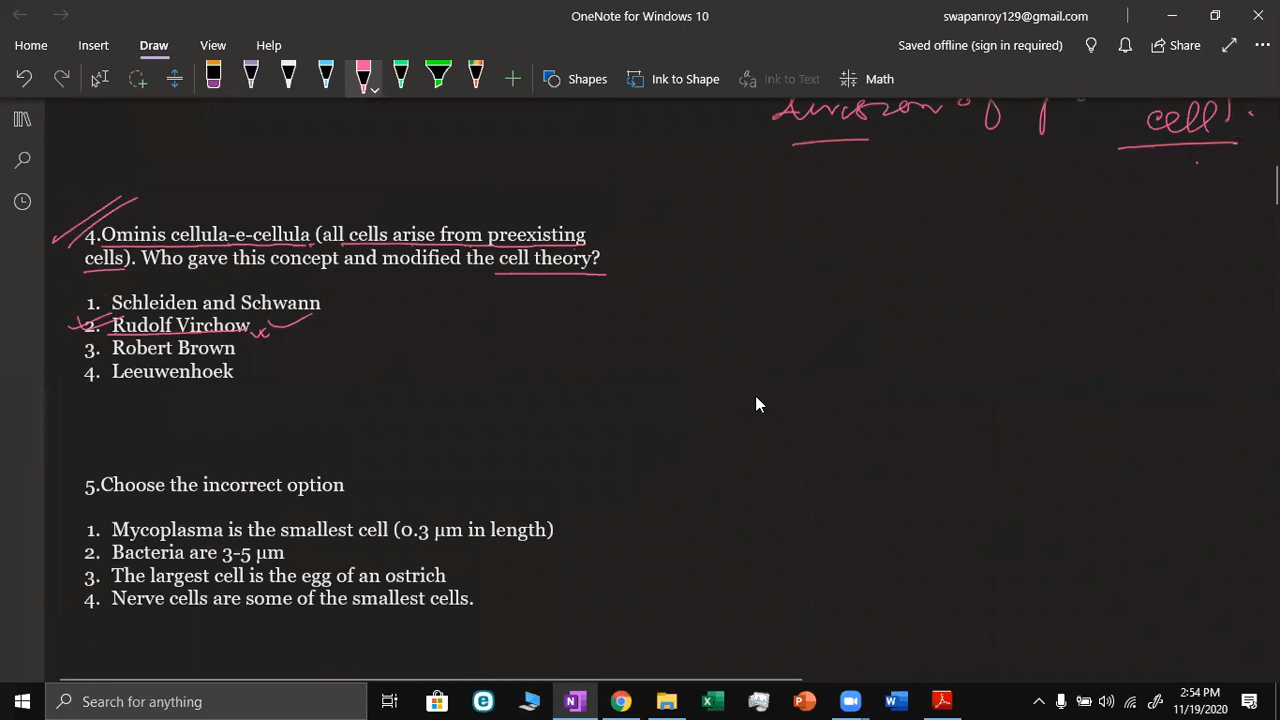 OneNote for Windows 10
swapanroy129@gmail.com
Home Insert Draw View Help
Saved offline (sign in required)
Share
Shapes
Ink to Shape
Ink to Text
Math
cell
4.Ominis cellula-e-cellula (all cells arise from preexisting
cells). Who gave this concept and modified the cell theory?
1. Schleiden and Schwann
2. Rudolf Virchow
3. Robert Brown
4. Leeuwenhoek
5.Choose the incorrect option
1. Mycoplasma is the smallest cell (0.3 μm in length)
2. Bacteria are 3-5 μm
3. The largest cell is the egg of an ostrich
4. Nerve cells are some of the smallest cells.
Search for anything
2:54 PM
11/19/2020